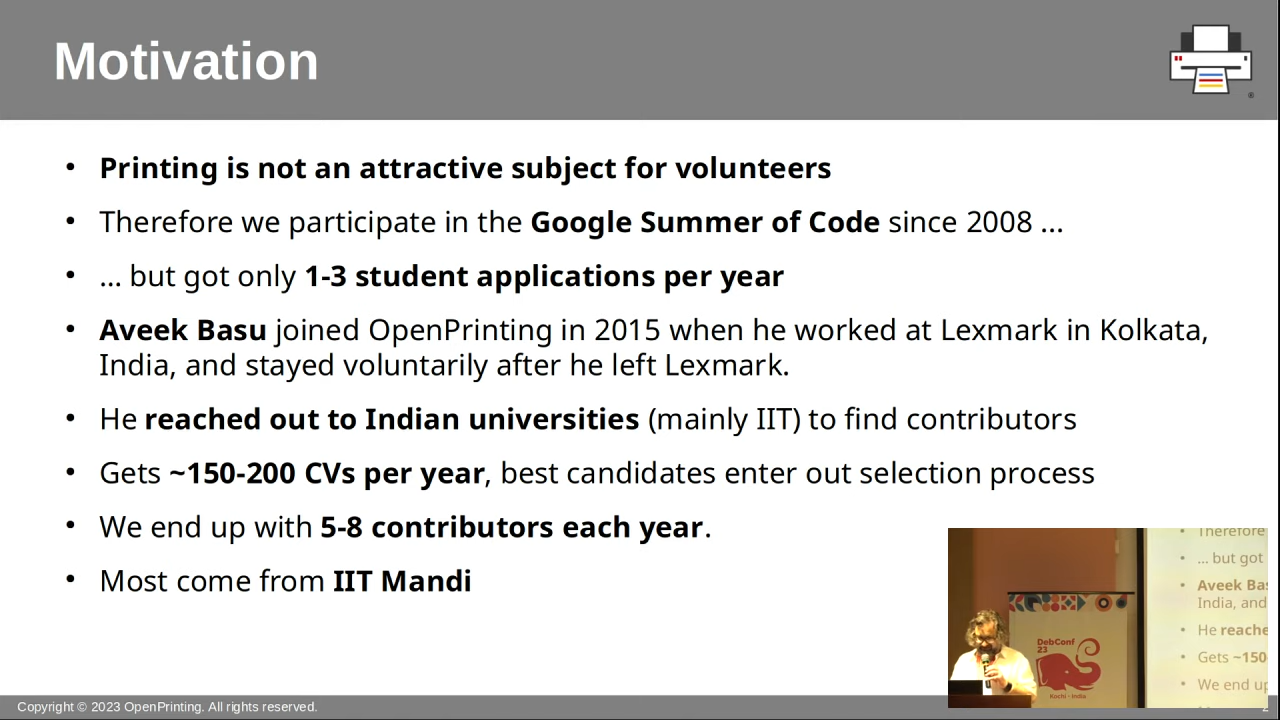 Motivation
®
• Printing is not an attractive subject for volunteers
• Therefore we participate in the Google Summer of Code since 2008 ...
• ... but got only 1-3 student applications per year
• Aveek Basu joined OpenPrinting in 2015 when he worked at Lexmark in Kolkata,
India, and stayed voluntarily after he left Lexmark.
• He reached out to Indian universities (mainly IIT) to find contributors
• Gets ~150-200 CVs per year, best candidates enter out selection process
• We end up with 5-8 contributors each year.
• Most come from IIT Mandi
Therefore
• ... but got
• Aveek Bas
India, and
• He reache
• Gets ~150
• We end up
DebConf
23
Kochi - India
Copyright © 2023 OpenPrinting. All rights reserved.
2